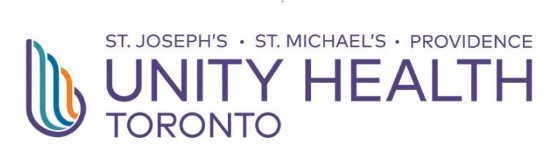 ST. JOSEPH'S • ST. MICHAEL'S • PROVIDENCE
UNITY HEALTH
TORONTO